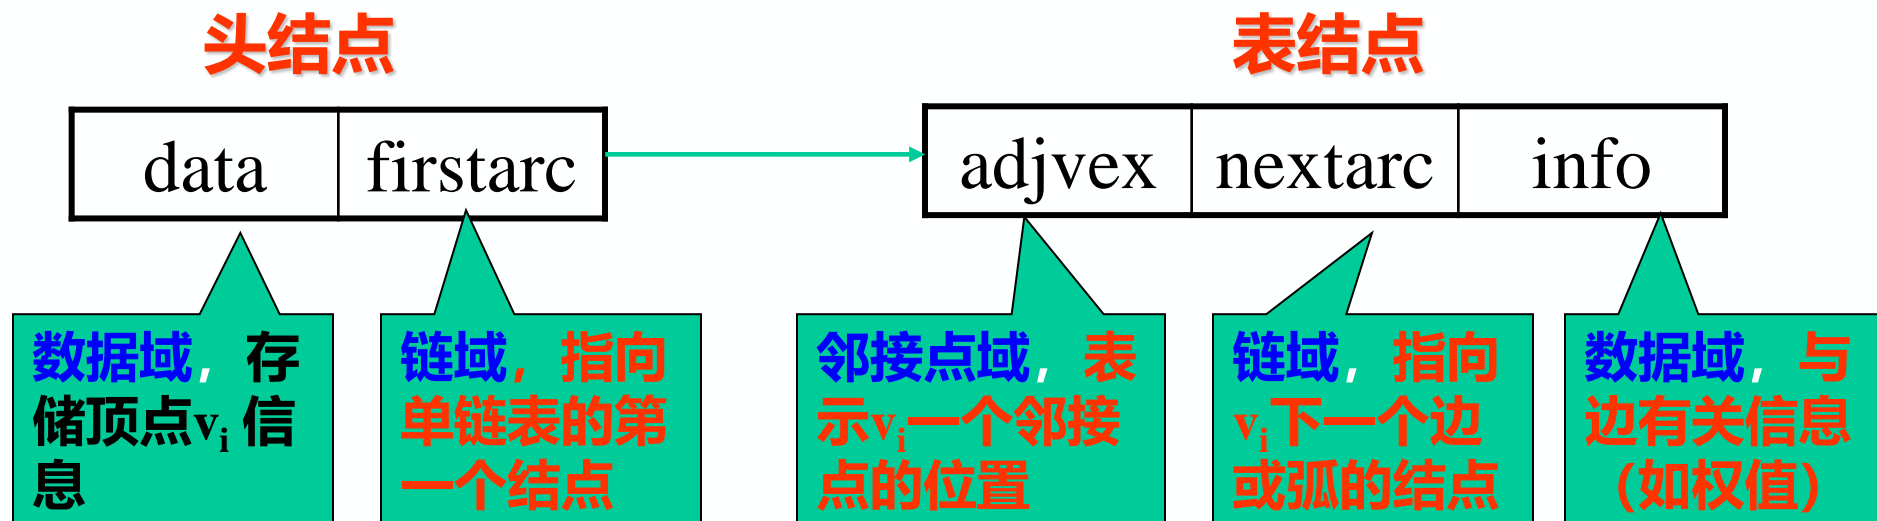 头结点
表结点
data
firstarc
adjvex
nextarc
info
数据域，存
储顶点vi 信
息
链域，指向
单链表的第
一个结点
邻接点域，表
示vi一个邻接
点的位置
链域，指向
vi下一个边
或弧的结点
数据域，与
边有关信息
（如权值）